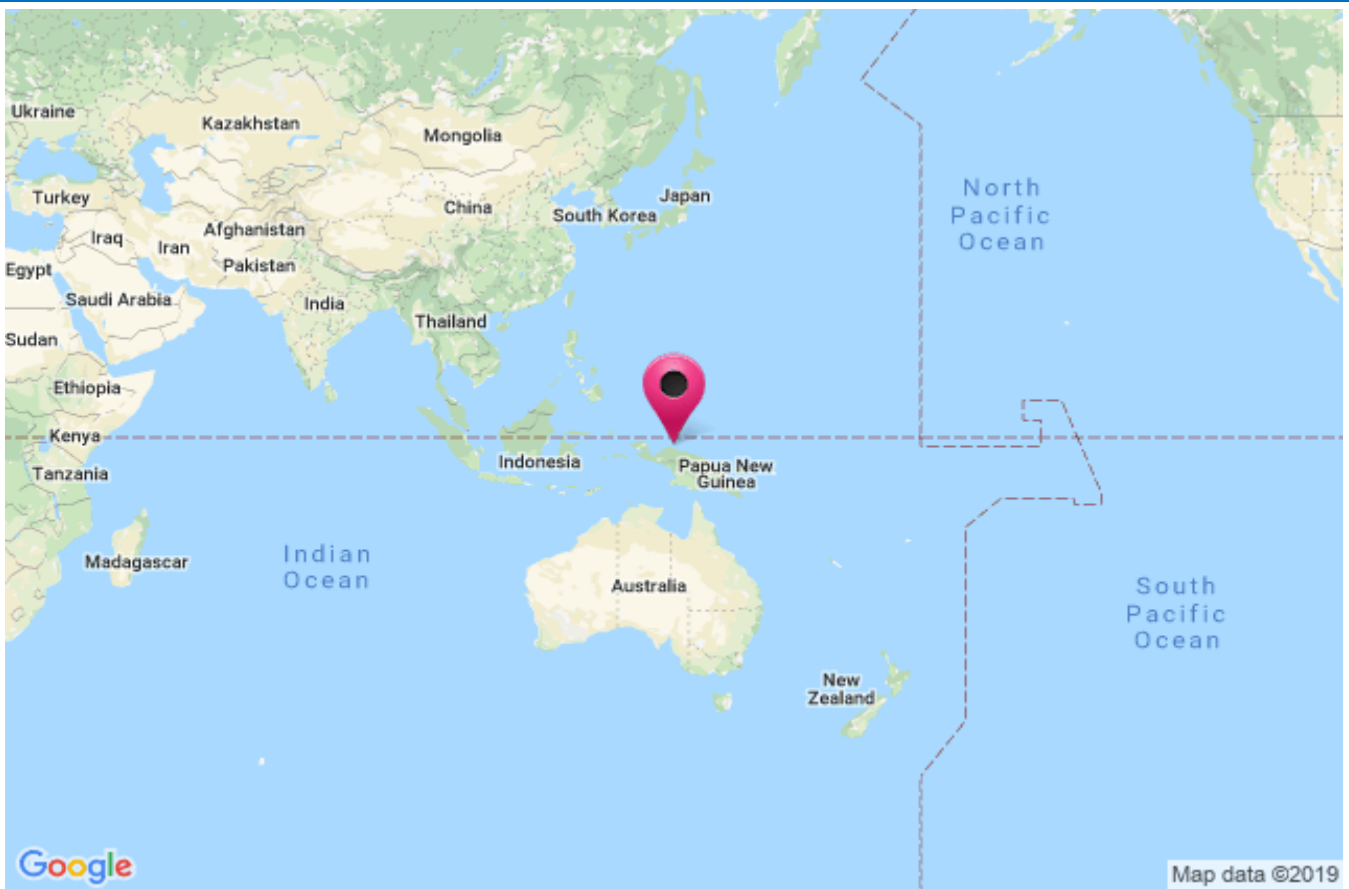 Ukraine
Kazakhstan
Mongolia
North
Pacific
Ocean
Turkey
Japan
China
South Korea
Iraq
Iran
Afghanistan
Egypt
Pakistan
Saudi Arabia
India
Thailand
Sudan
Ethiopia
Kenya
Indonesia
Papua New
Guinea
Tanzania
Indian
Ocean
Madagascar
Australia
South
Pacific
Ocean
New
Zealand
Google
Map data ©2019